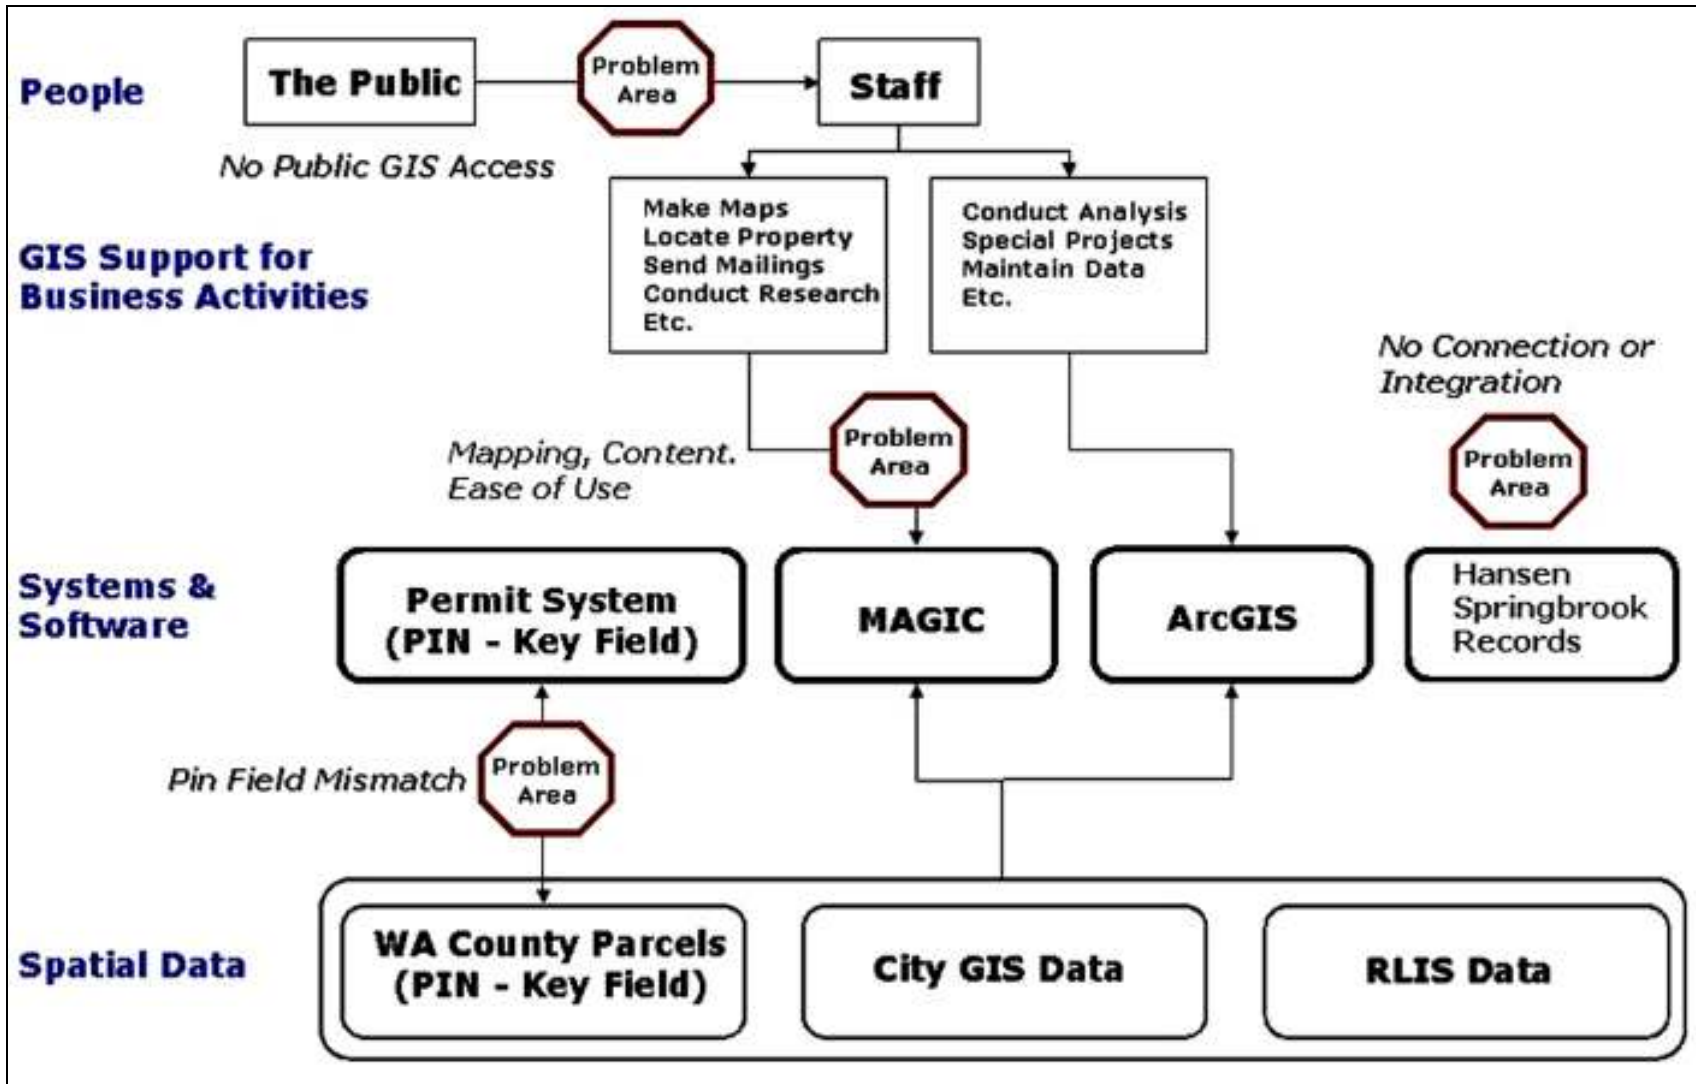 People
The Public
Problem
Area
Staff
No Public GIS Access
GIS Support for
Business Activities
Make Maps
Locate Property
Send Mailings
Conduct Research
Etc.
Conduct Analysis
Special Projects
Maintain Data
Etc.
No Connection or
Integration
Problem
Area
Mapping, Content.
Ease of Use
Problem
Area
Systems &
Software
Permit System
(PIN - Key Field)
MAGIC
ArcGIS
Hansen
Springbrook
Records
Pin Field Mismatch
Problem
Area
Spatial Data
WA County Parcels
(PIN - Key Field)
City GIS Data
RLIS Data